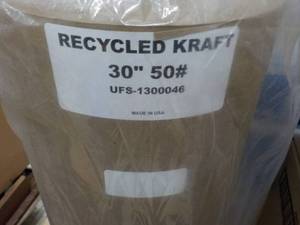 RECYCLED KRAFT
30" 50#
UFS-1300046
MADE IN USA